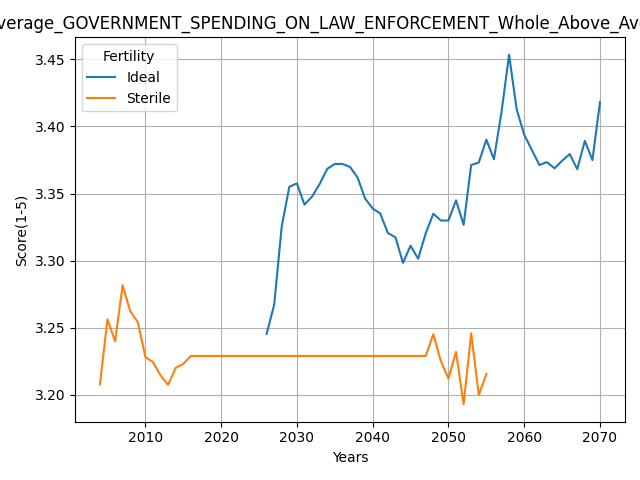 verage_GOVERNMENT_SPENDING_ON_LAW_ENFORCEMENT_Whole_Above_Av
Fertility
Ideal
Sterile
Score(1-5)
3.45
3.40
3.35
3.30
3.25
3.20
2010 2020 2030 2040 2050 2060 2070
Years